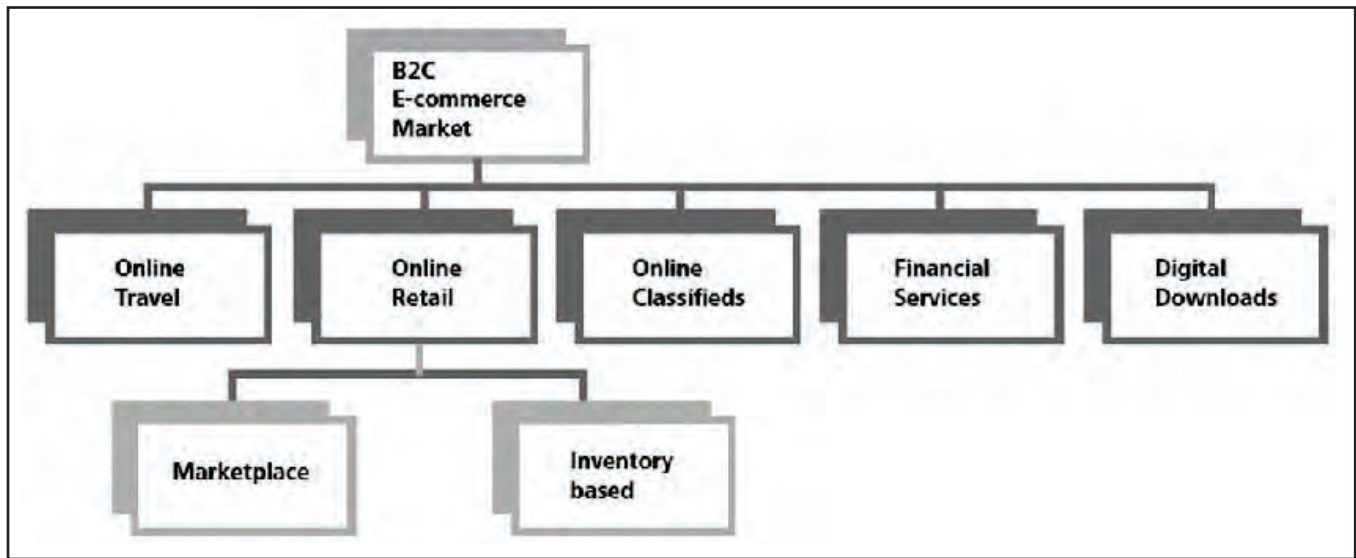 B2C
E-commerce
Market
Online
Travel
Online
Retail
Online
Classifieds
Financial
Services
Digital
Downloads
Marketplace
Inventory
based